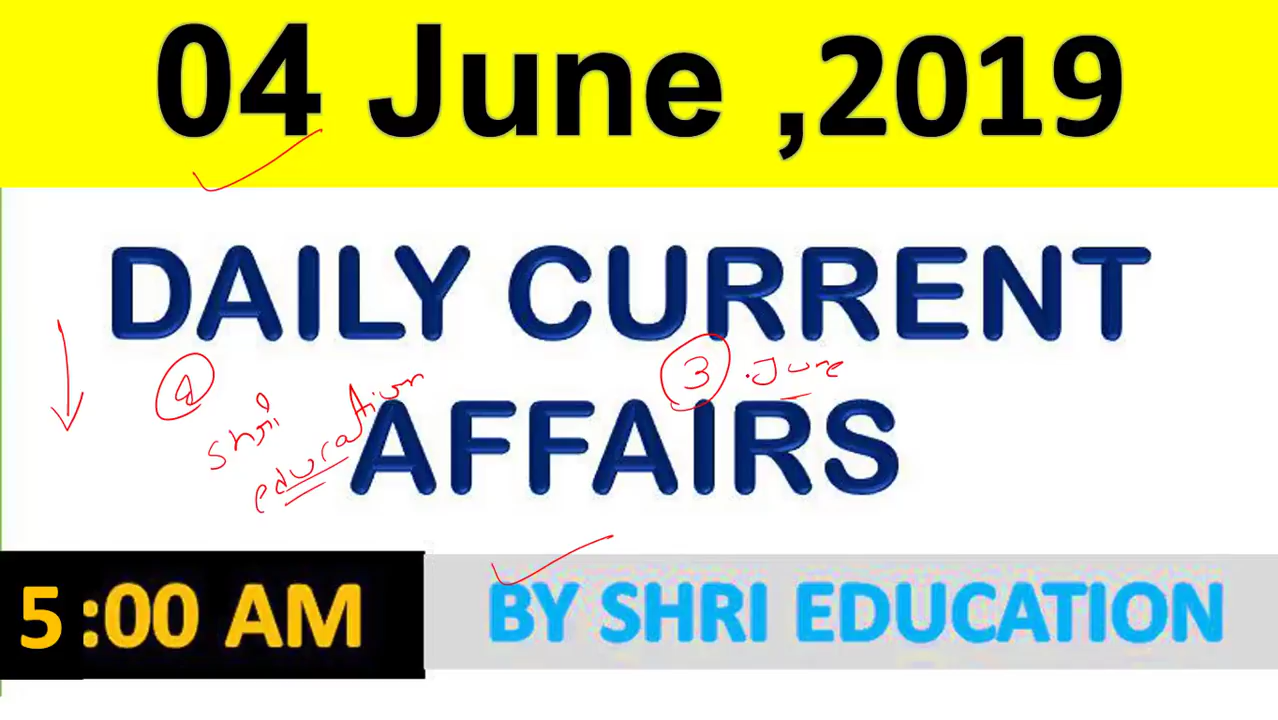 04 June ,2019
DAILY CURRENT
3 . June
@
shri
education
AFFAIRS
5 :00 AM
BY SHRI EDUCATION